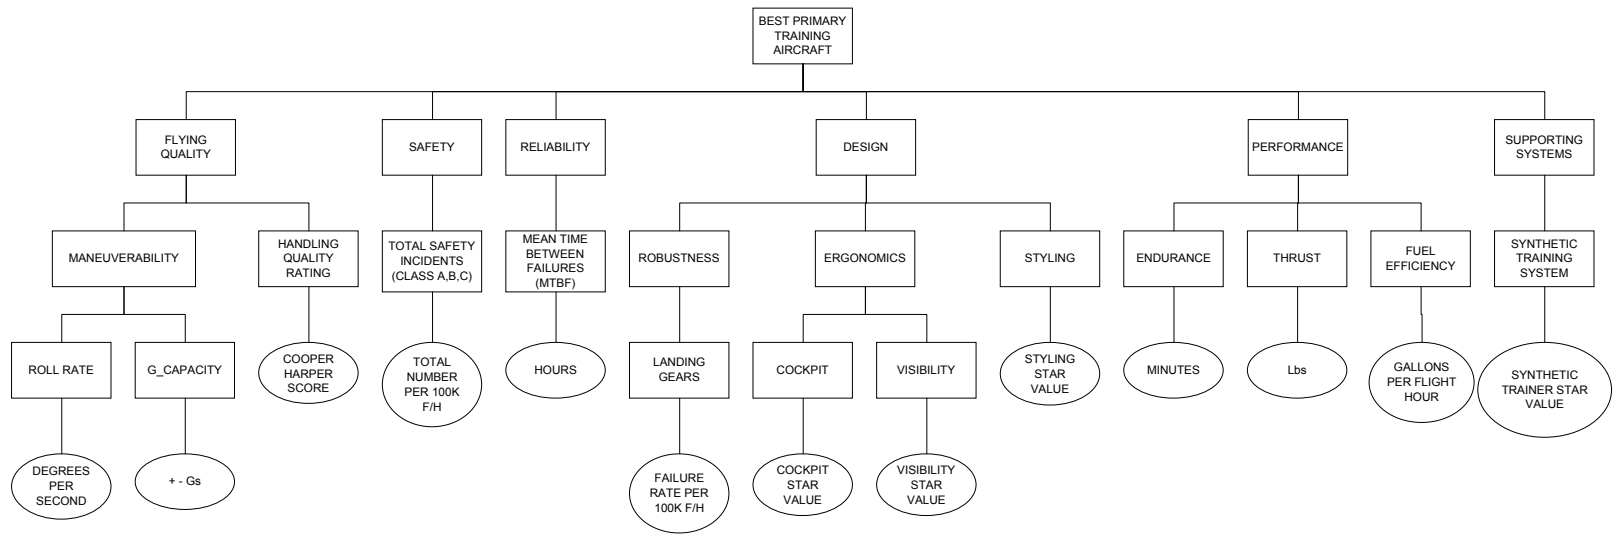 BEST PRIMARY
TRAINING
AIRCRAFT
FLYING
QUALITY
SAFETY
RELIABILITY
DESIGN
PERFORMANCE
SUPPORTING
SYSTEMS
MANEUVERABILITY
HANDLING
QUALITY
RATING
TOTAL SAFETY
INCIDENTS
(CLASS A,B,C)
MEAN TIME
BETWEEN
FAILURES
(MTBF)
ROBUSTNESS
ERGONOMICS
STYLING
ENDURANCE
THRUST
FUEL
EFFICIENCY
SYNTHETIC
TRAINING
SYSTEM
ROLL RATE
G_CAPACITY
COOPER
HARPER
SCORE
TOTAL
NUMBER
PER 100K
F/H
HOURS
LANDING
GEARS
COCKPIT
VISIBILITY
STYLING
STAR
VALUE
MINUTES
Lbs
GALLONS
PER FLIGHT
HOUR
SYNTHETIC
TRAINER STAR
VALUE
DEGREES
PER
SECOND
+ - Gs
FAILURE
RATE PER
100K F/H
COCKPIT
STAR
VALUE
VISIBILITY
STAR
VALUE